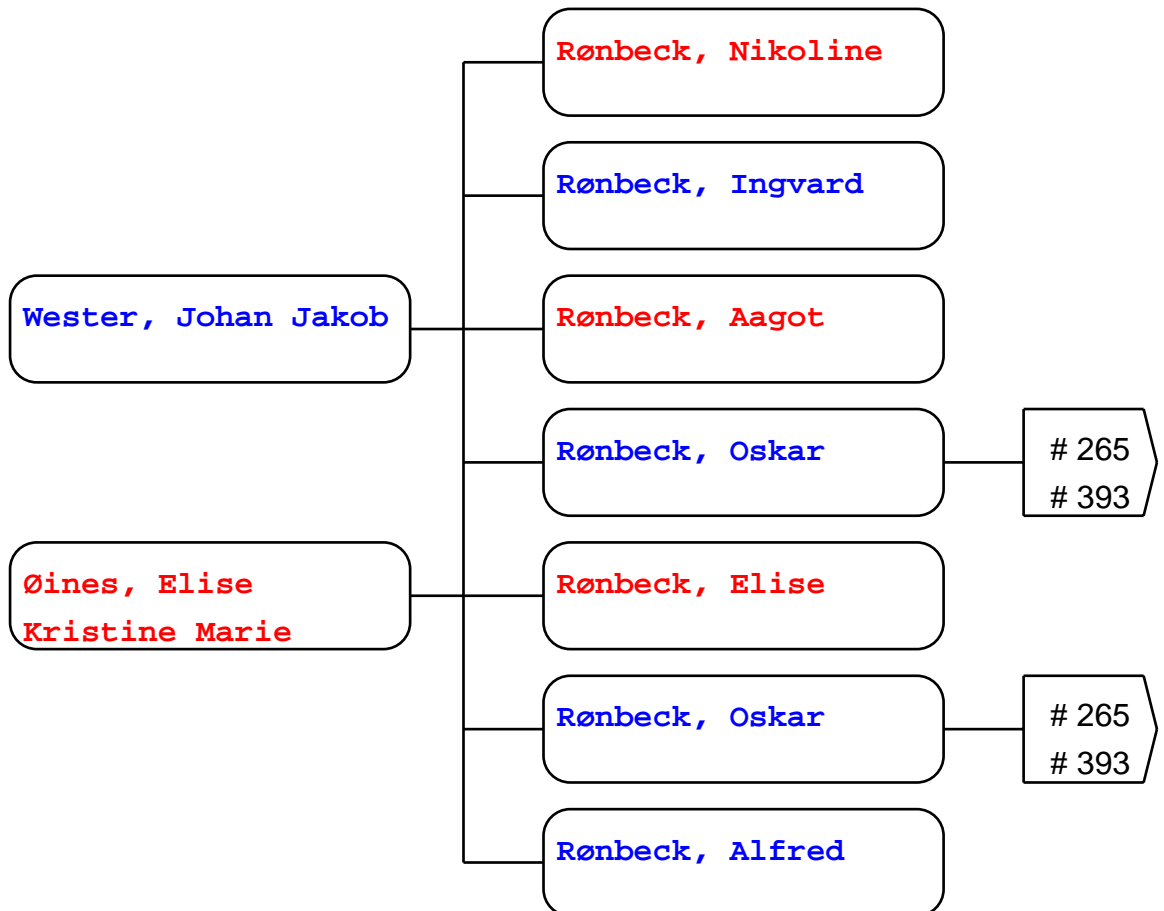 Rønbeck, Nikoline
Rønbeck, Ingvard
Wester, Johan Jakob
Rønbeck, Aagot
Rønbeck, Oskar
# 265
# 393
Øines, Elise
Kristine Marie
Rønbeck, Elise
Rønbeck, Oskar
# 265
# 393
Rønbeck, Alfred